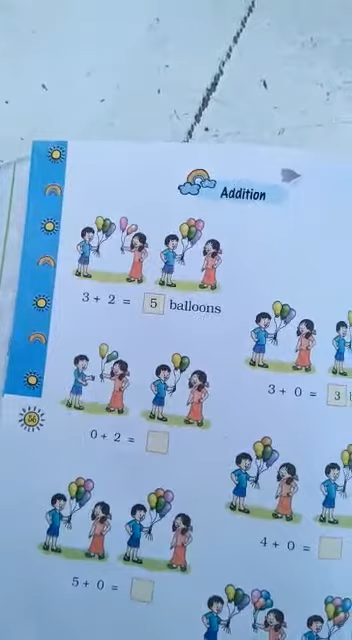 Addition
3 + 2 = 5 balloons
3 + 0 = 3
0 + 2 =
4 + 0 =
5 + 0 =